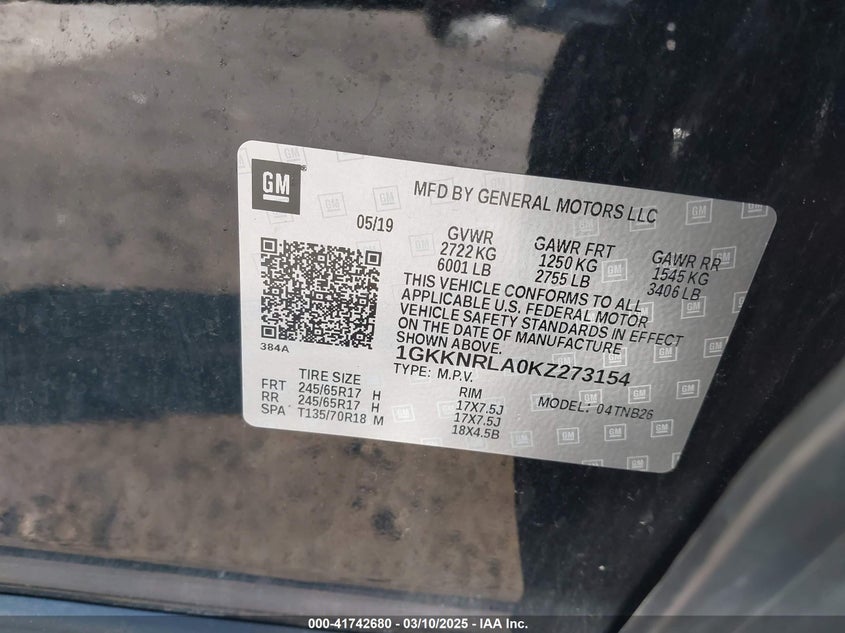 GM
MFD BY GENERAL MOTORS LLC
05/19
GVWR GAWR FRT GAWR RR
2722 KG 1250 KG 1545 KG
6001 LB 2755 LB 3406 LB
THIS VEHICLE CONFORMS TO ALL
APPLICABLE U.S. FEDERAL MOTOR
VEHICLE SAFETY STANDARDS IN EFFECT
ON THE DATE OF MANUFACTURE
SHOWN ABOVE.
384A
1GKKNRLA0KZ273154
TYPE: M.P.V. MODEL: 04TNB26
TIRE SIZE RIM
FRT 245/65R17 H 17X7.5J
RR 245/65R17 H 17X7.5J
SPA T135/70R18 M 18X4.5B
000-41742680 / 03/10/2025 - IAA Inc.